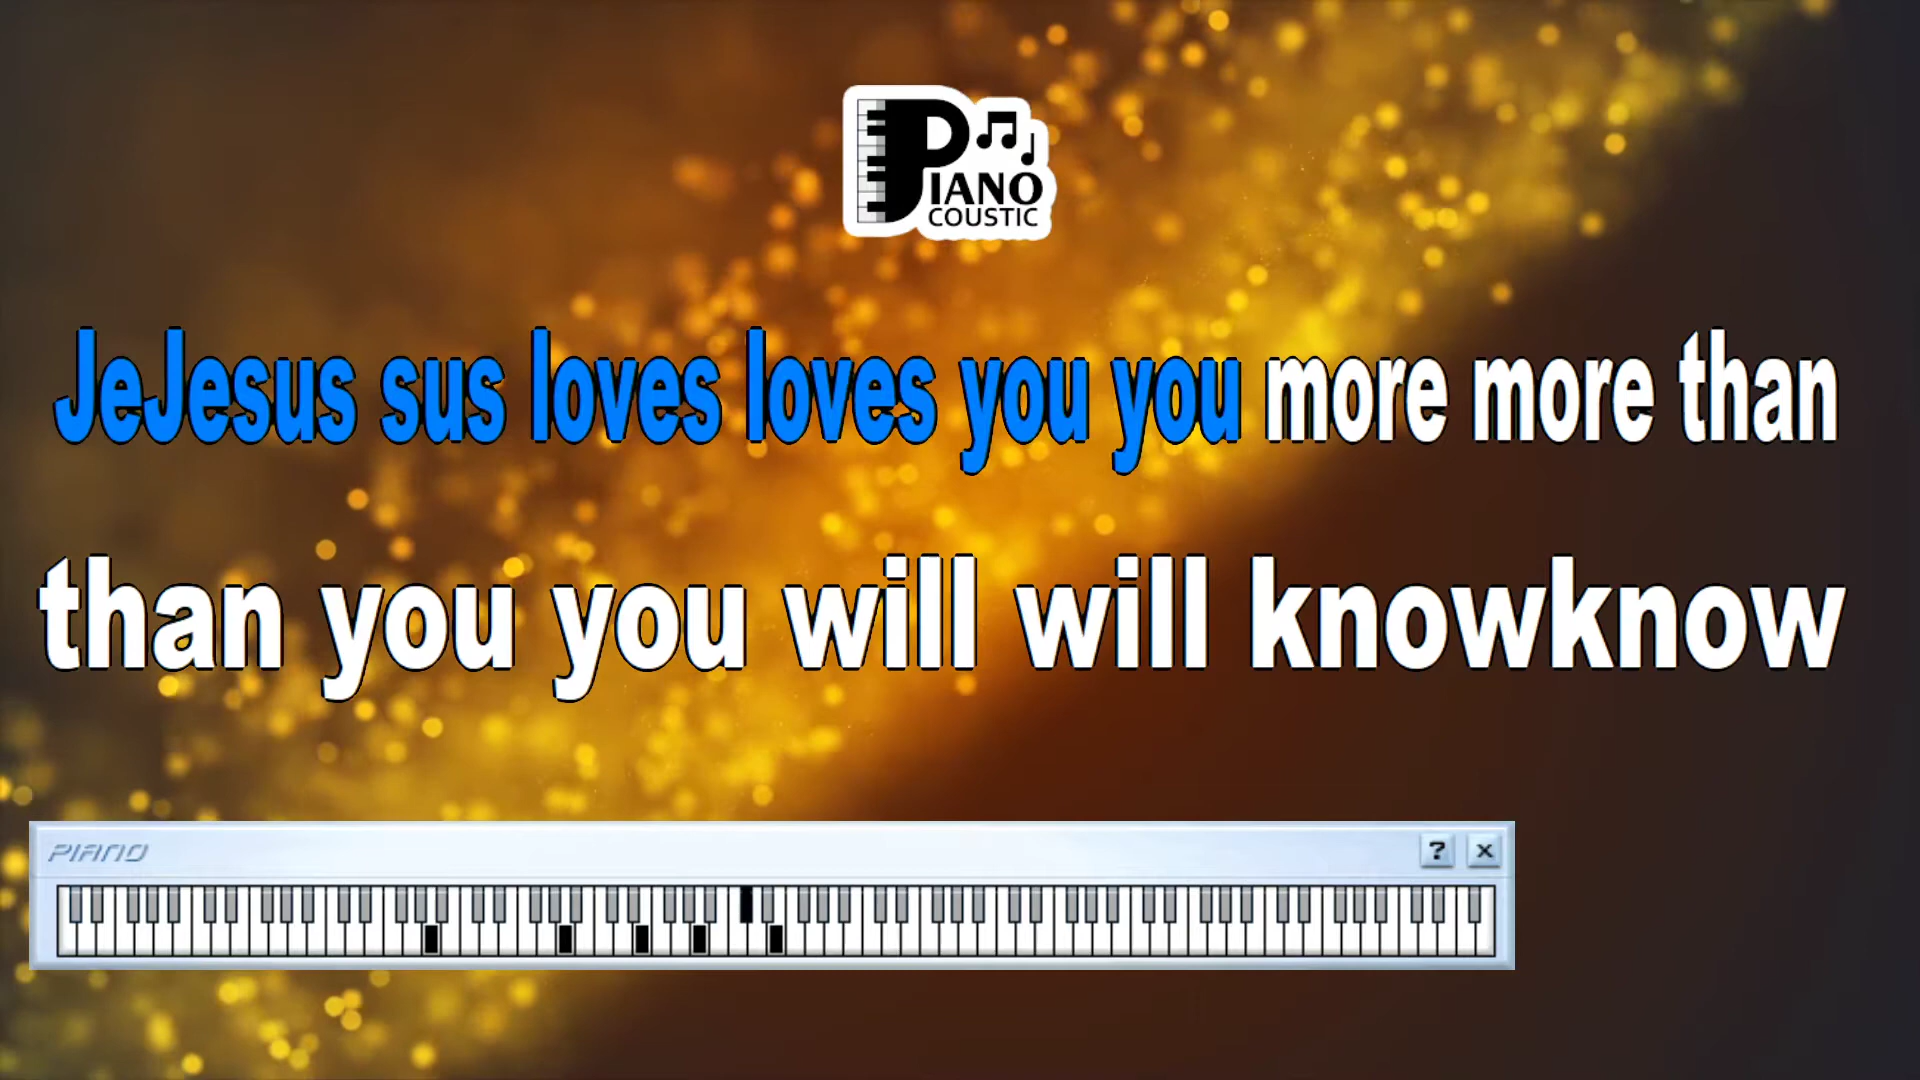 PIANO
COUSTIC
JeJesus sus loves loves you you more more than
than you you will will knowknow
PIANO
? x